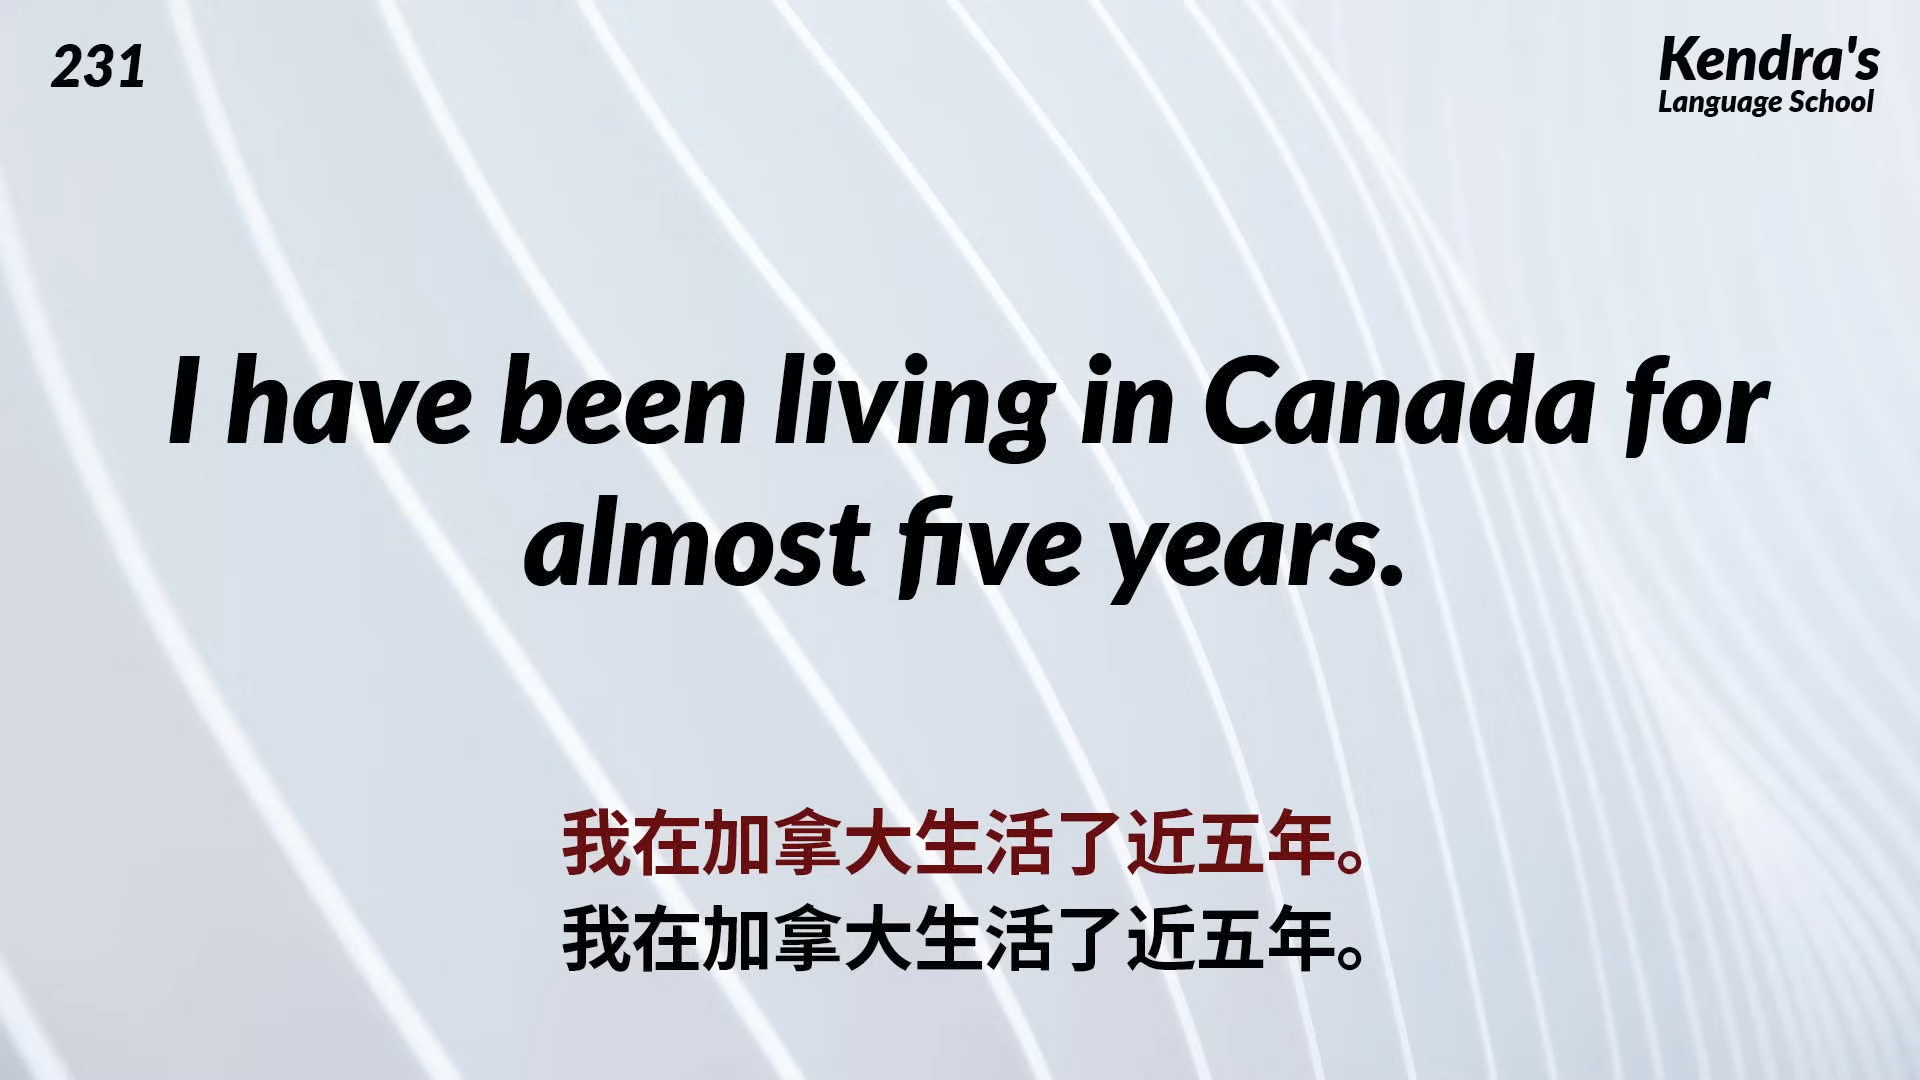 231
Kendra's
Language School
I have been living in Canada for
almost five years.
我在加拿大生活了近五年。
我在加拿大生活了近五年。